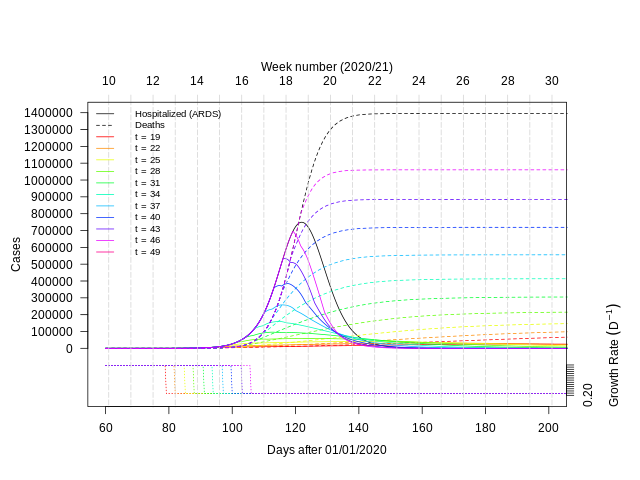 Week number (2020/21)
10 12 14 16 18 20 22 24 26 28 30
Cases
1400000
1300000
1200000
1100000
1000000
900000
800000
700000
600000
500000
400000
300000
200000
100000
0
Hospitalized (ARDS)
Deaths
t = 19
t = 22
t = 25
t = 28
t = 31
t = 34
t = 37
t = 40
t = 43
t = 46
t = 49
0.20
Growth Rate (D⁻¹)
60 80 100 120 140 160 180 200
Days after 01/01/2020